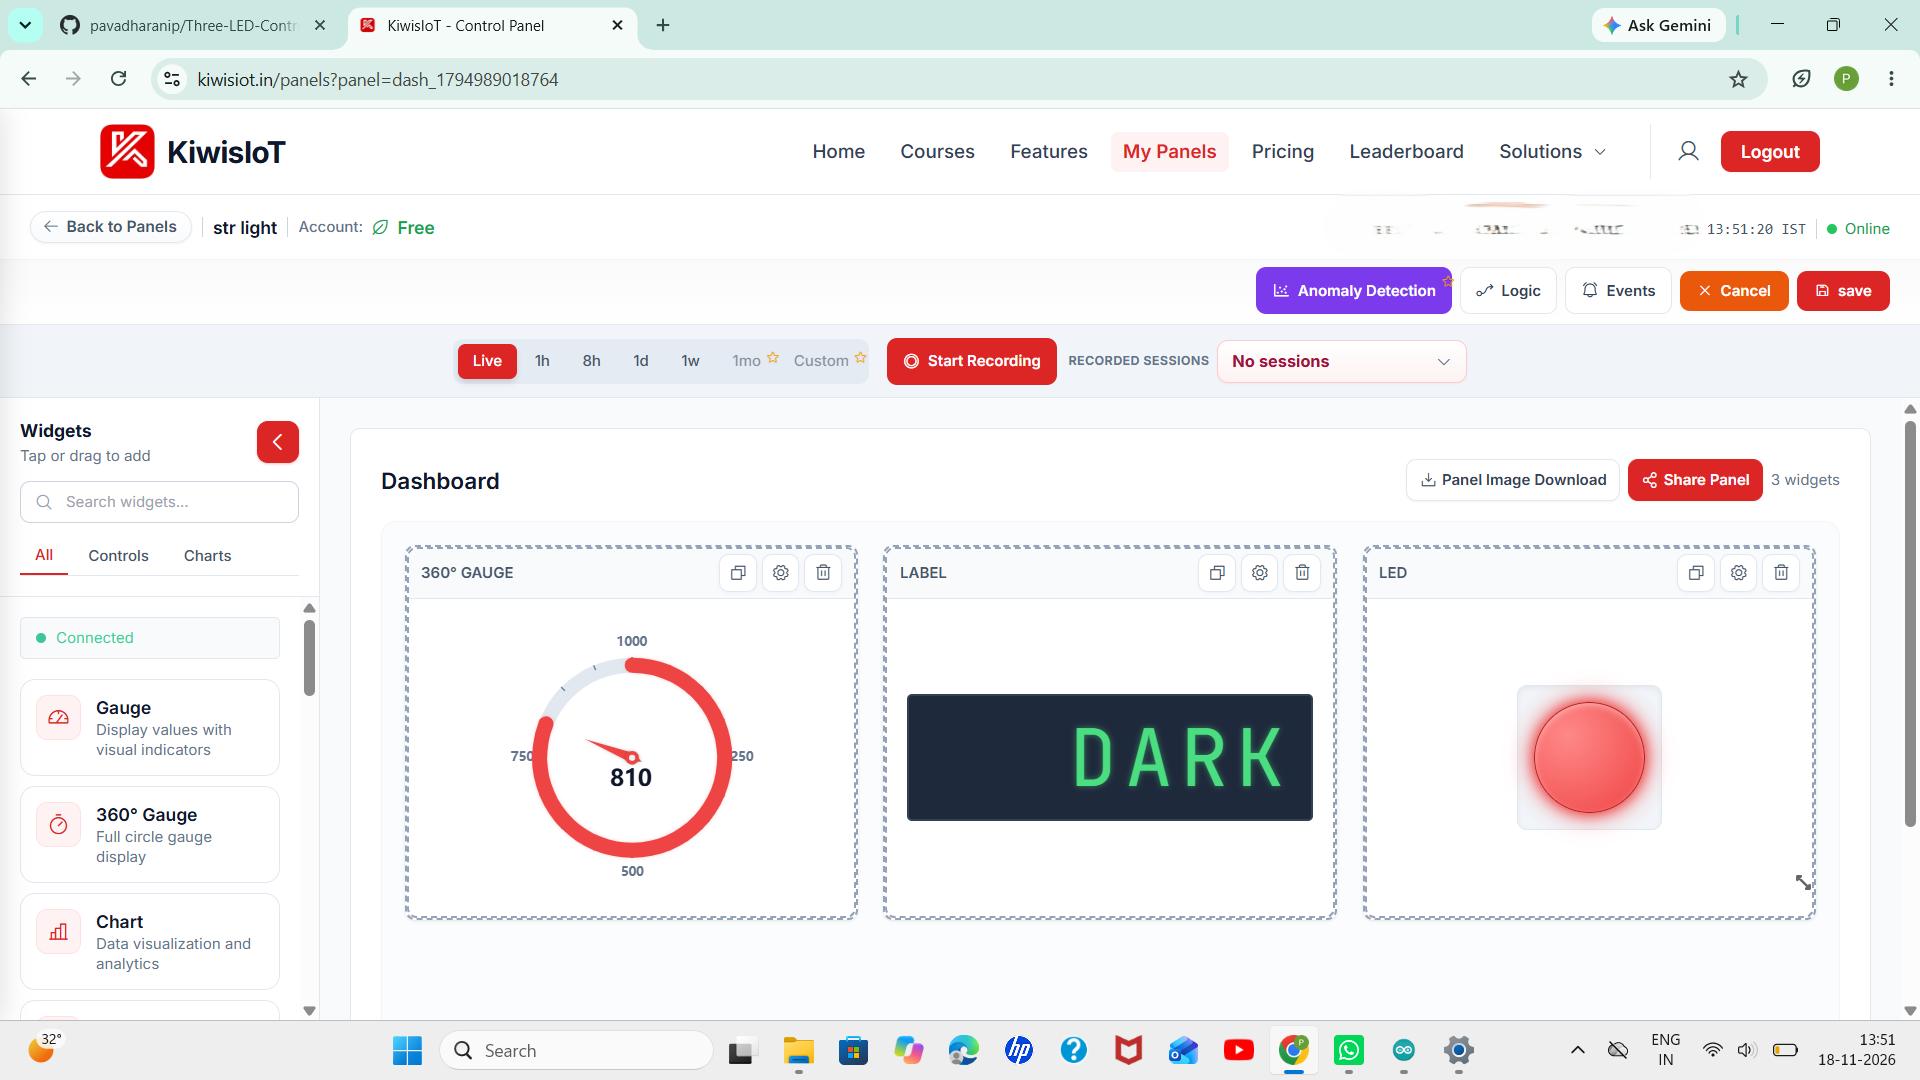 pavadharanip/Three-LED-Contr
KiwisIoT - Control Panel
Ask Gemini
kiwisiot.in/panels?panel=dash_1794989018764
P
KiwisIoT
Home
Courses
Features
My Panels
Pricing
Leaderboard
Solutions
Logout
Back to Panels
str light
Account:
Free
13:51:20 IST
Online
Anomaly Detection
Logic
Events
Cancel
save
Live
1h
8h
1d
1w
1mo
Custom
Start Recording
RECORDED SESSIONS
No sessions
Widgets
Tap or drag to add
Search widgets...
All
Controls
Charts
Connected
Gauge
Display values with
visual indicators
360° Gauge
Full circle gauge
display
Chart
Data visualization and
analytics
Dashboard
Panel Image Download
Share Panel
3 widgets
360° GAUGE
1000
750
250
810
500
LABEL
DARK
LED
32°
Search
hp
P
ENG
IN
13:51
18-11-2026